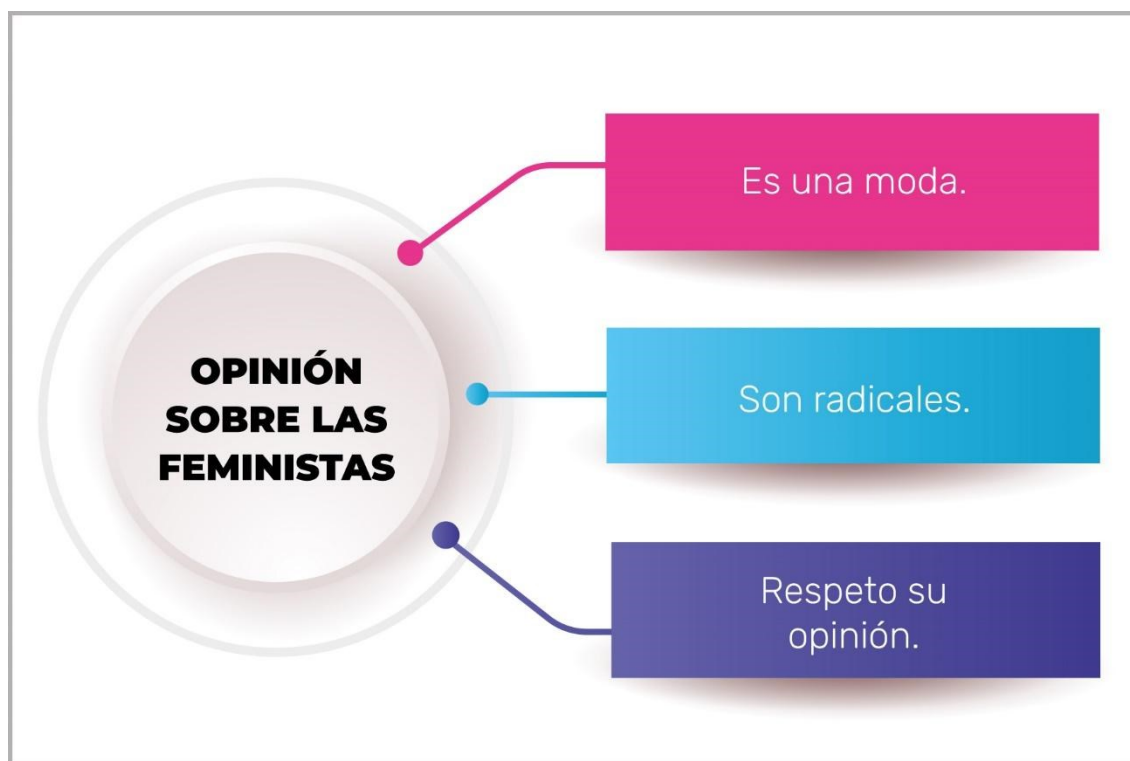 OPINIÓN
SOBRE LAS
FEMINISTAS
Es una moda.
Son radicales.
Respeto su
opinión.